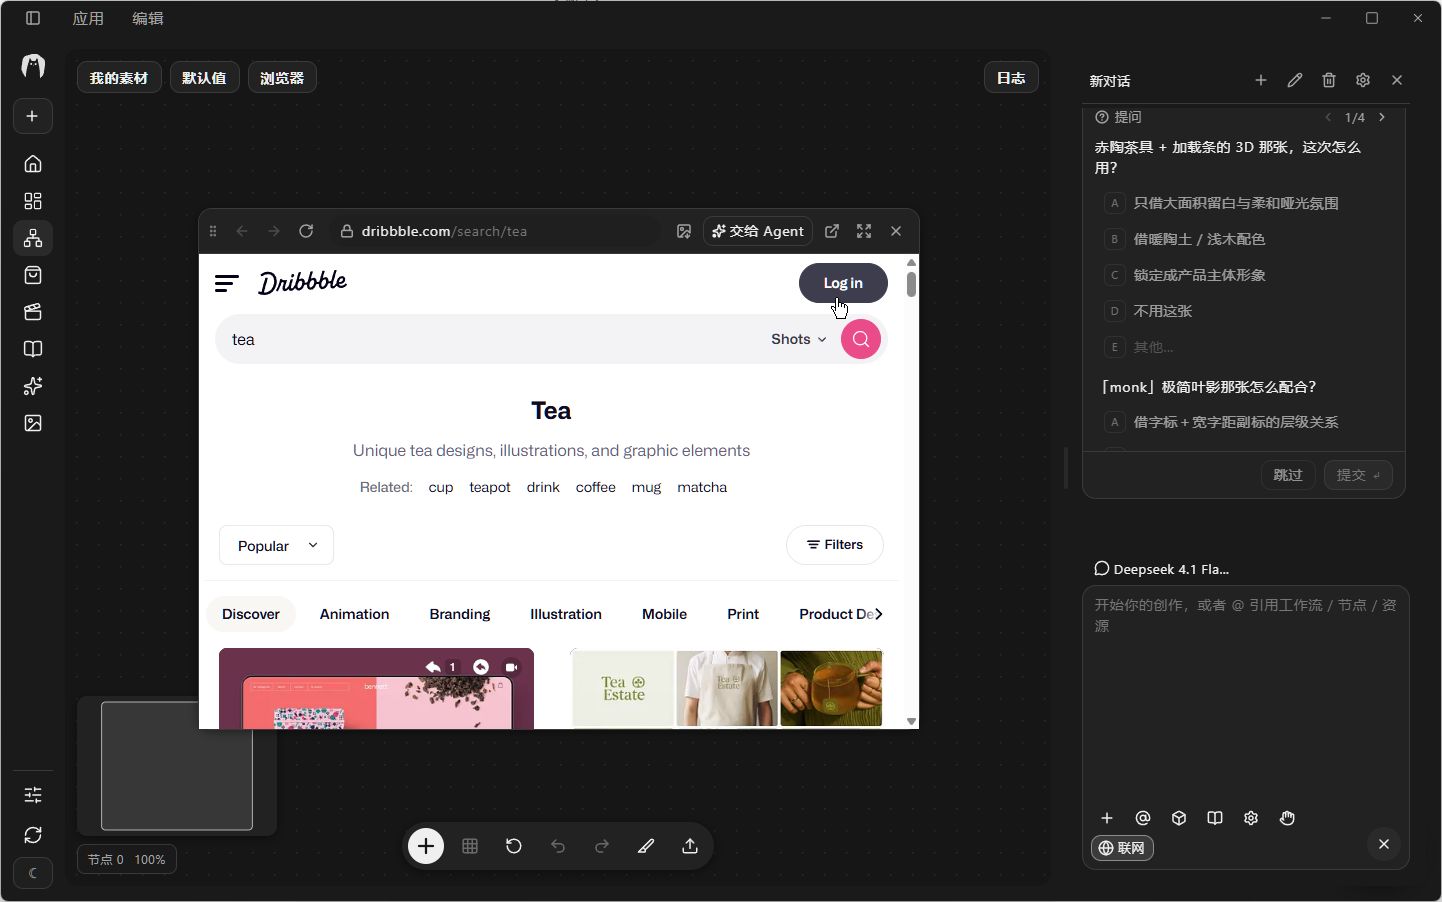 应用 编辑
我的素材 默认值 浏览器 日志
新对话
提问 1/4
赤陶茶具 + 加载条的 3D 那张，这次怎么
用？
A 只借大面积留白与柔和哑光氛围
B 借暖陶土 / 浅木配色
C 锁定成产品主体形象
D 不用这张
E 其他...
「monk」极简叶影那张怎么配合？
A 借字标 + 宽字距副标的层级关系
跳过 提交
dribbble.com/search/tea 交给 Agent
Dribbble Log in
tea Shots
Tea
Unique tea designs, illustrations, and graphic elements
Related: cup teapot drink coffee mug matcha
Popular Filters
Discover Animation Branding Illustration Mobile Print Product De
1
Tea
Estate
Tea
Estate
Deepseek 4.1 Fla...
开始你的创作，或者 @ 引用工作流 / 节点 / 资
源
联网
节点 0 100%